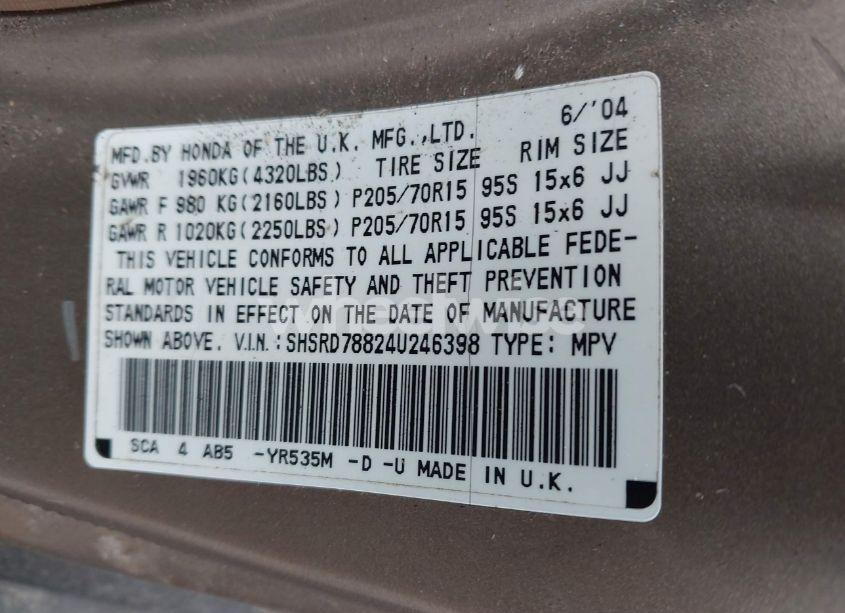 MFD.BY HONDA OF THE U.K. MFG.,LTD. 6/'04
GVWR 1960KG(4320LBS) TIRE SIZE RIM SIZE
GAWR F 980 KG(2160LBS) P205/70R15 95S 15x6 JJ
GAWR R 1020KG(2250LBS) P205/70R15 95S 15x6 JJ
THIS VEHICLE CONFORMS TO ALL APPLICABLE FEDE-
RAL MOTOR VEHICLE SAFETY AND THEFT PREVENTION
STANDARDS IN EFFECT ON THE DATE OF MANUFACTURE
SHOWN ABOVE. V.I.N.:SHSRD78824U246398 TYPE: MPV
SCA 4 AB5 -YR535M -D -U MADE IN U.K.